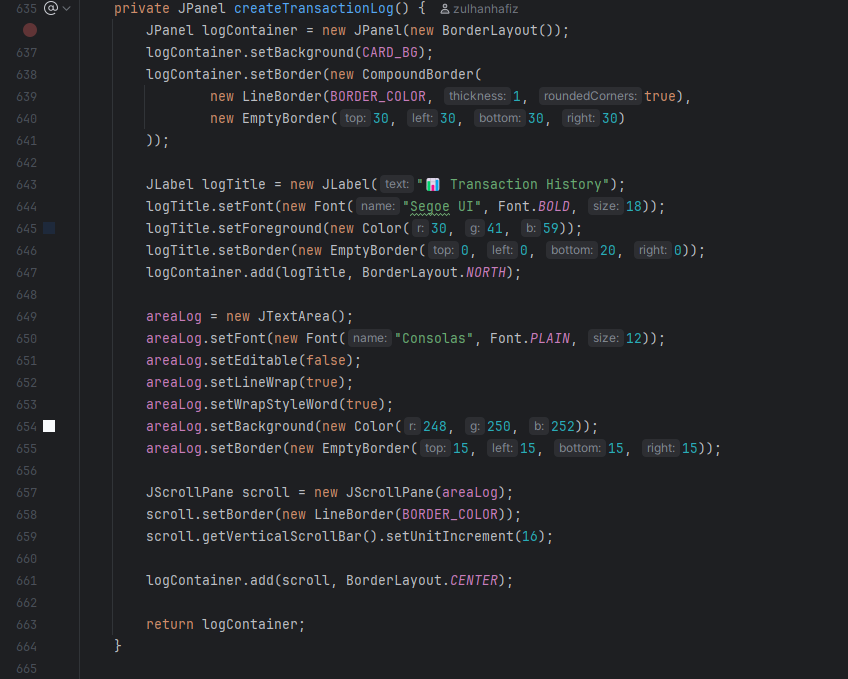 635 @ private JPanel createTransactionLog() { zulhanhafiz
JPanel logContainer = new JPanel(new BorderLayout());
637 logContainer.setBackground(CARD_BG);
638 logContainer.setBorder(new CompoundBorder(
639 new LineBorder(BORDER_COLOR, thickness: 1, roundedCorners: true),
640 new EmptyBorder( top: 30, left: 30, bottom: 30, right: 30)
641 ));
642
643 JLabel logTitle = new JLabel( text: "📊 Transaction History");
644 logTitle.setFont(new Font( name: "Segoe UI", Font.BOLD, size: 18));
645 logTitle.setForeground(new Color( r: 30, g: 41, b: 59));
646 logTitle.setBorder(new EmptyBorder( top: 0, left: 0, bottom: 20, right: 0));
647 logContainer.add(logTitle, BorderLayout.NORTH);
648
649 areaLog = new JTextArea();
650 areaLog.setFont(new Font( name: "Consolas", Font.PLAIN, size: 12));
651 areaLog.setEditable(false);
652 areaLog.setLineWrap(true);
653 areaLog.setWrapStyleWord(true);
654 areaLog.setBackground(new Color( r: 248, g: 250, b: 252));
655 areaLog.setBorder(new EmptyBorder( top: 15, left: 15, bottom: 15, right: 15));
656
657 JScrollPane scroll = new JScrollPane(areaLog);
658 scroll.setBorder(new LineBorder(BORDER_COLOR));
659 scroll.getVerticalScrollBar().setUnitIncrement(16);
660
661 logContainer.add(scroll, BorderLayout.CENTER);
662
663 return logContainer;
664 }
665